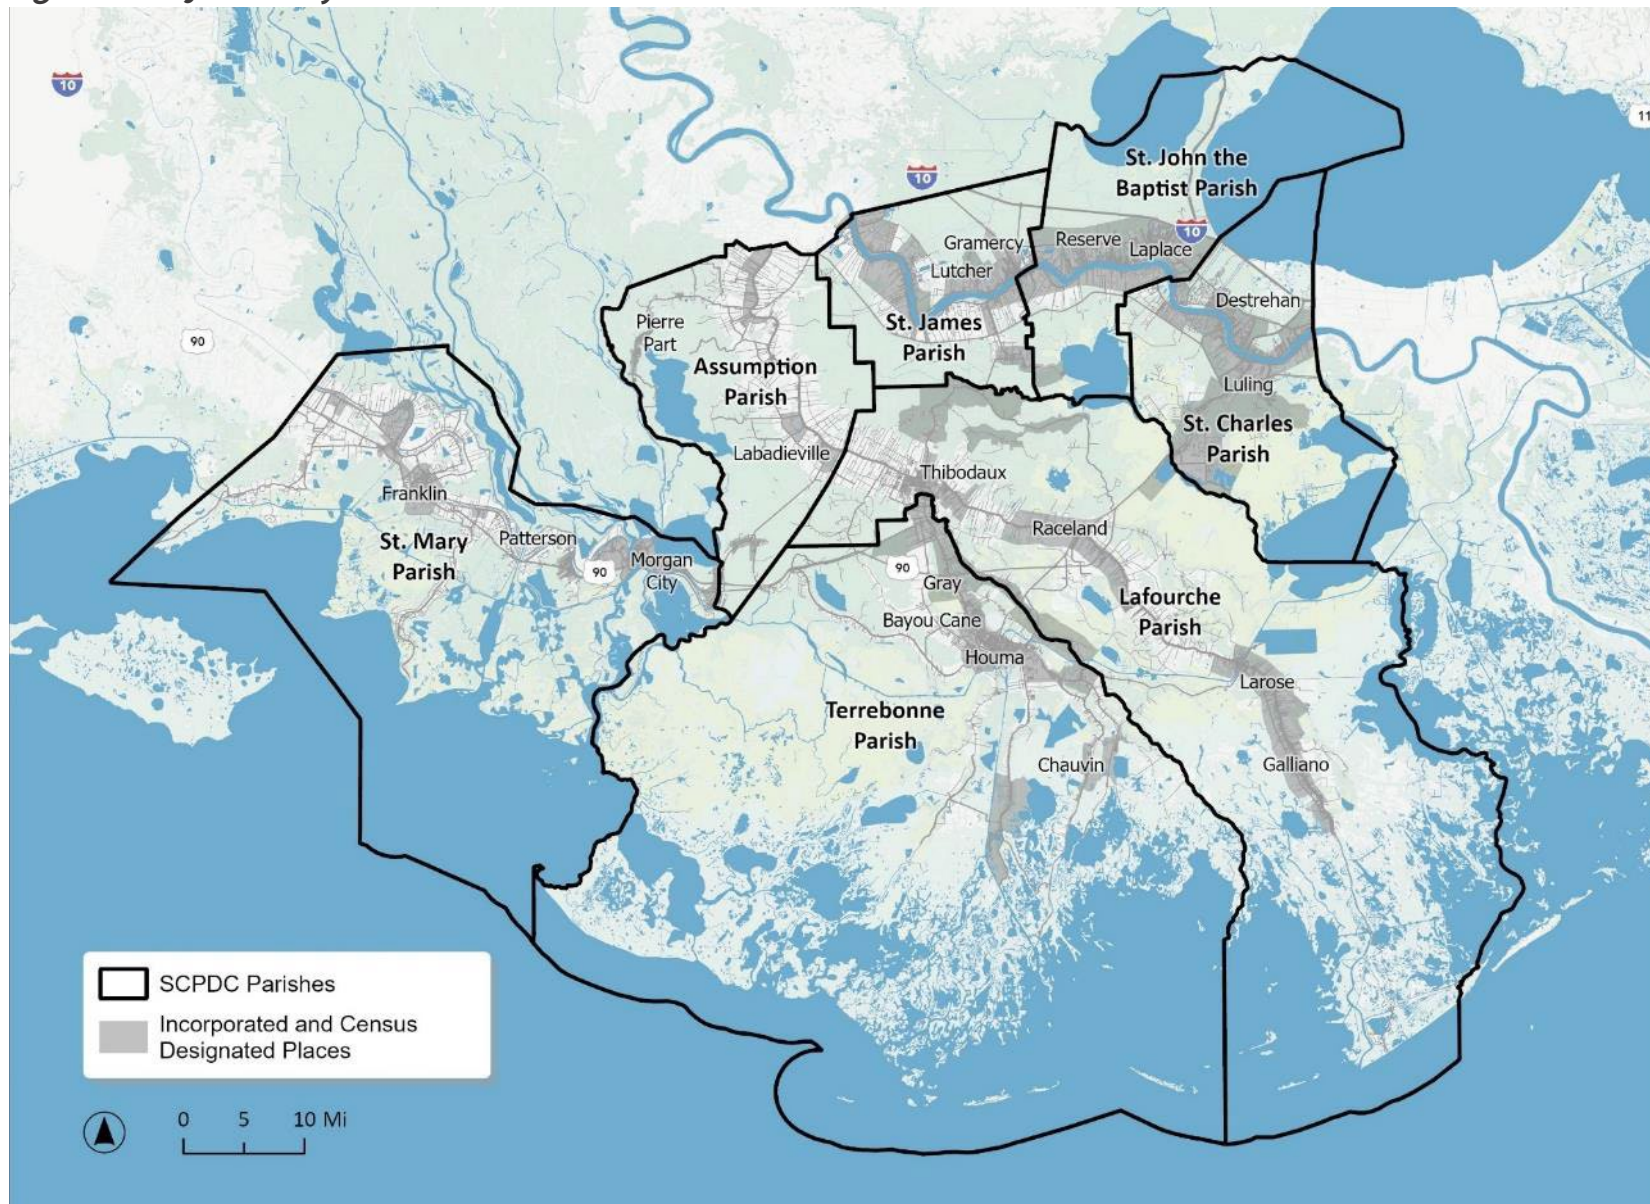 10
11
10
St. John the
Baptist Parish
10
Gramercy
Reserve
Laplace
Lutcher
Destrehan
St. James
Parish
Pierre
Part
90
Assumption
Parish
Luling
St. Charles
Parish
Labadieville
Thibodaux
Franklin
Raceland
St. Mary
Parish
Patterson
90
Morgan
City
90
Gray
Lafourche
Parish
Bayou Cane
Houma
Larose
Terrebonne
Parish
Chauvin
Galliano
SCPDC Parishes
Incorporated and Census
Designated Places
0 5 10 Mi